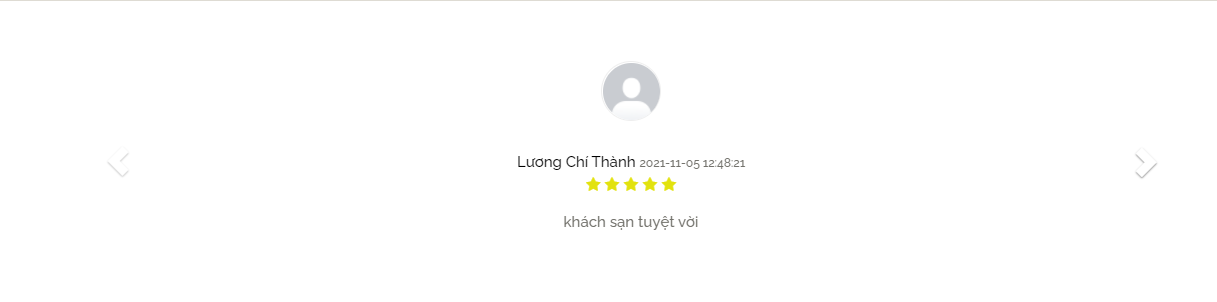 Lương Chí Thành 2021-11-05 12:48:21
khách sạn tuyệt vời